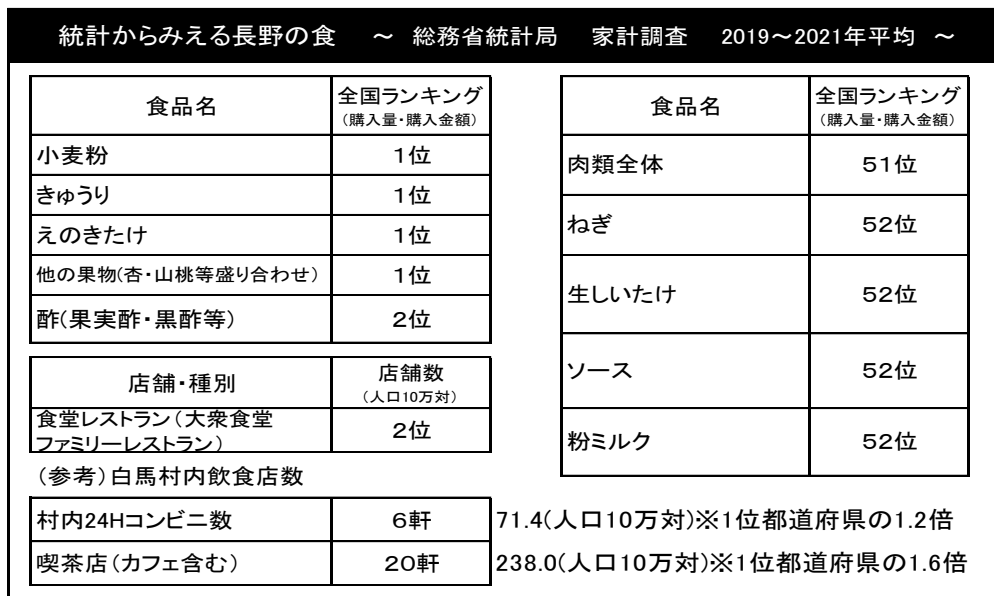 統計からみえる長野の食　～ 総務省統計局　家計調査　2019～2021年平均 ～
食品名
全国ランキング
（購入量・購入金額）
小麦粉
１位
きゅうり
１位
えのきたけ
１位
他の果物(杏・山桃等盛り合わせ）
１位
酢(果実酢・黒酢等）
２位
店舗・種別
店舗数
（人口10万対）
食堂レストラン（大衆食堂
ファミリーレストラン）
２位
（参考）白馬村内飲食店数
村内24Hコンビニ数
６軒
71.4(人口10万対)※1位都道府県の1.2倍
喫茶店（カフェ含む）
２０軒
238.0(人口10万対)※1位都道府県の1.6倍
食品名
全国ランキング
（購入量・購入金額）
肉類全体
５１位
ねぎ
５２位
生しいたけ
５２位
ソース
５２位
粉ミルク
５２位